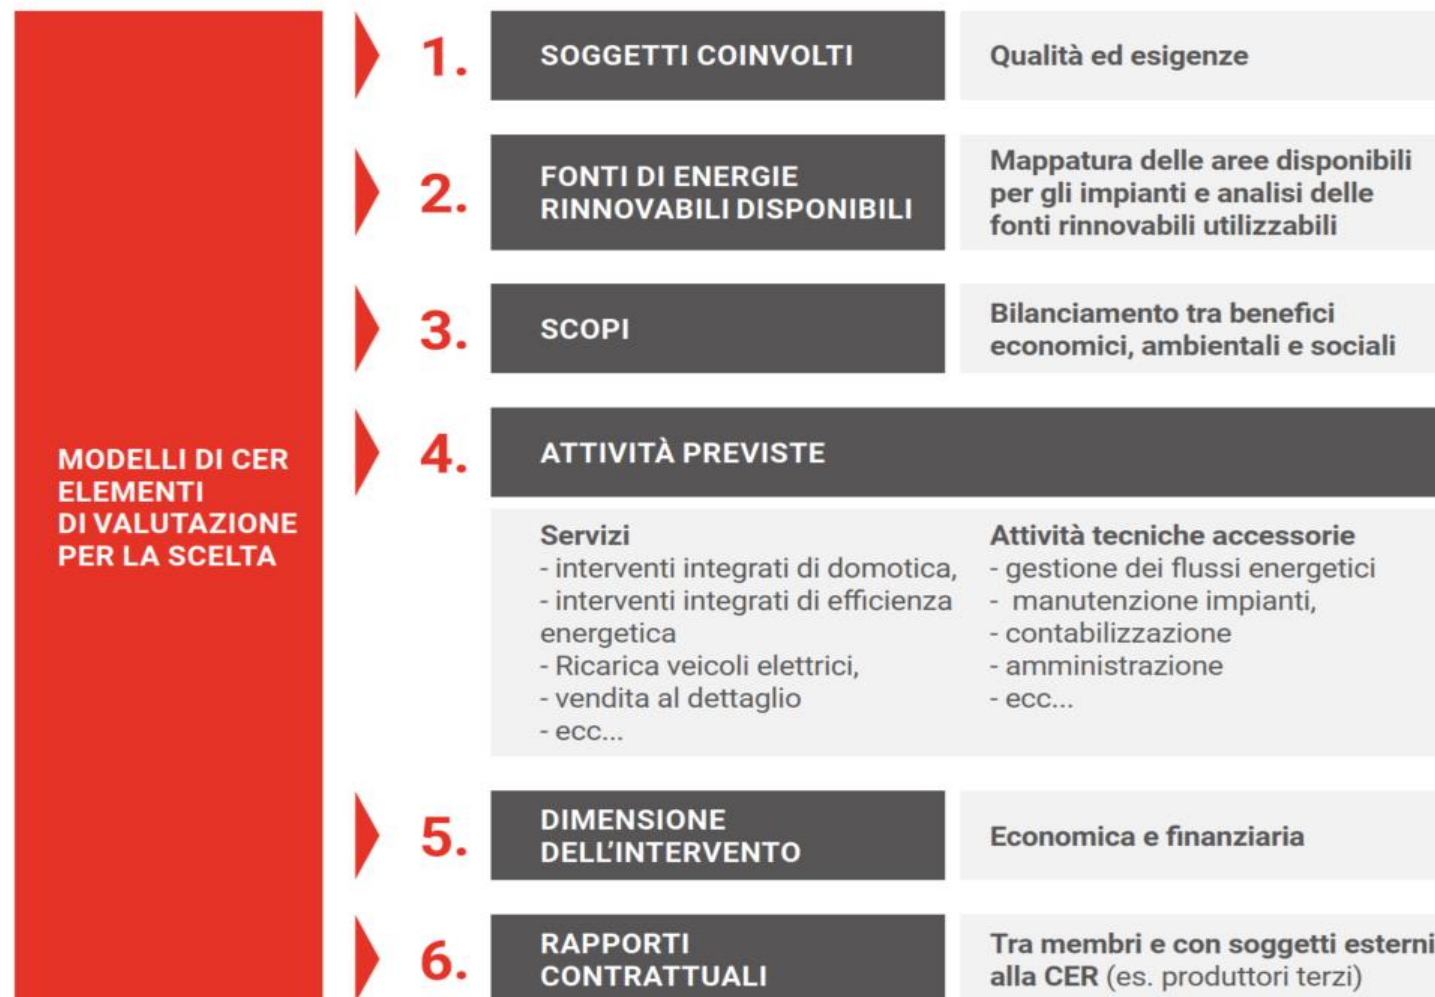 MODELLI DI CER
ELEMENTI
DI VALUTAZIONE
PER LA SCELTA
1.
SOGGETTI COINVOLTI
Qualità ed esigenze
2.
FONTI DI ENERGIE
RINNOVABILI DISPONIBILI
Mappatura delle aree disponibili
per gli impianti e analisi delle
fonti rinnovabili utilizzabili
3.
SCOPI
Bilanciamento tra benefici
economici, ambientali e sociali
4.
ATTIVITÀ PREVISTE
Servizi
- interventi integrati di domotica,
- interventi integrati di efficienza
energetica
- Ricarica veicoli elettrici,
- vendita al dettaglio
- ecc...
Attività tecniche accessorie
- gestione dei flussi energetici
- manutenzione impianti,
- contabilizzazione
- amministrazione
- ecc...
5.
DIMENSIONE
DELL'INTERVENTO
Economica e finanziaria
6.
RAPPORTI
CONTRATTUALI
Tra membri e con soggetti esterni
alla CER (es. produttori terzi)